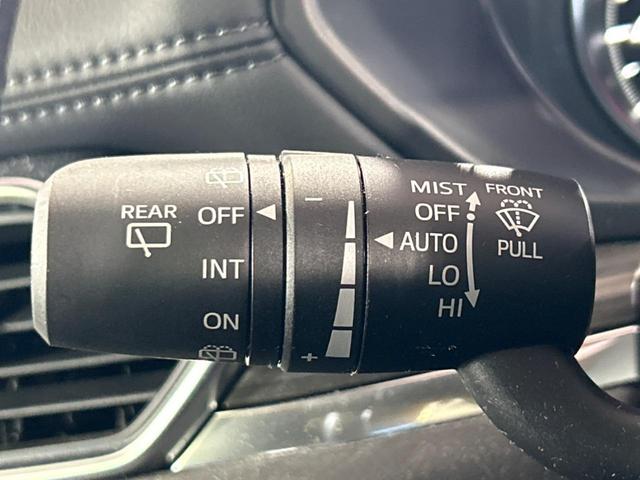 REAR
OFF
INT
ON
−
+
MIST
OFF
AUTO
LO
HI
FRONT
PULL